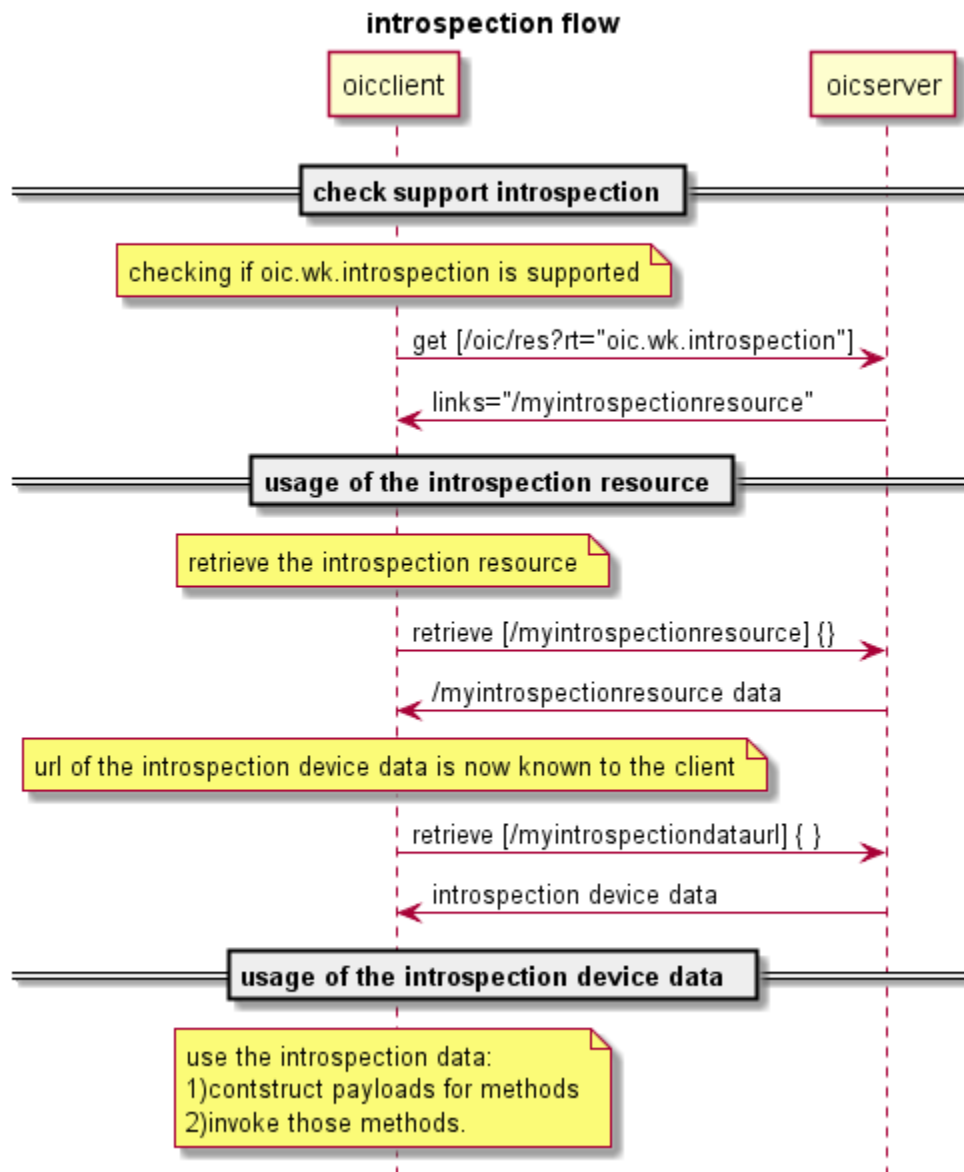 introspection flow
oicclient
oicserver
check support introspection
checking if oic.wk.introspection is supported
get [/oic/res?rt="oic.wk.introspection"]
links="/myintrospectionresource"
usage of the introspection resource
retrieve the introspection resource
retrieve [/myintrospectionresource] {}
/myintrospectionresource data
url of the introspection device data is now known to the client
retrieve [/myintrospectiondataurl] { }
introspection device data
usage of the introspection device data
use the introspection data:
1)contstruct payloads for methods
2)invoke those methods.